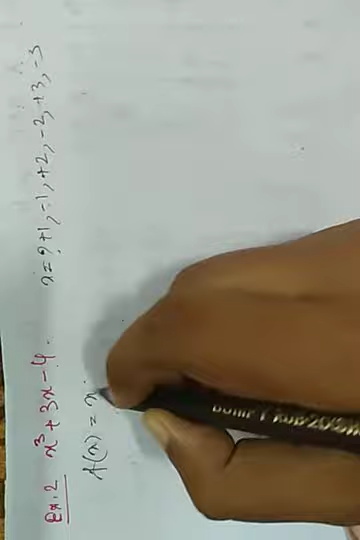 Ex.2 x³+3x-4. x=?+1,-1,+2,-2,+3,-3
f(x) = x